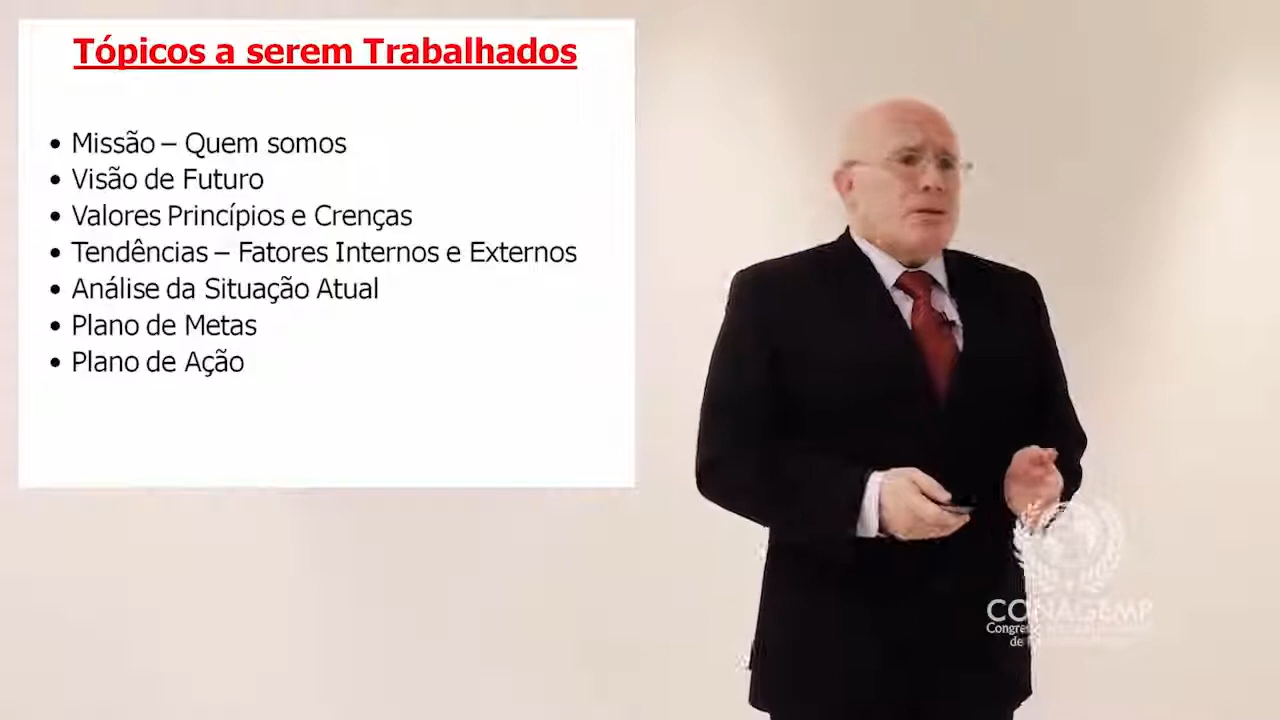 Tópicos a serem Trabalhados
• Missão – Quem somos
• Visão de Futuro
• Valores Princípios e Crenças
• Tendências – Fatores Internos e Externos
• Análise da Situação Atual
• Plano de Metas
• Plano de Ação
CONAGEMP
de